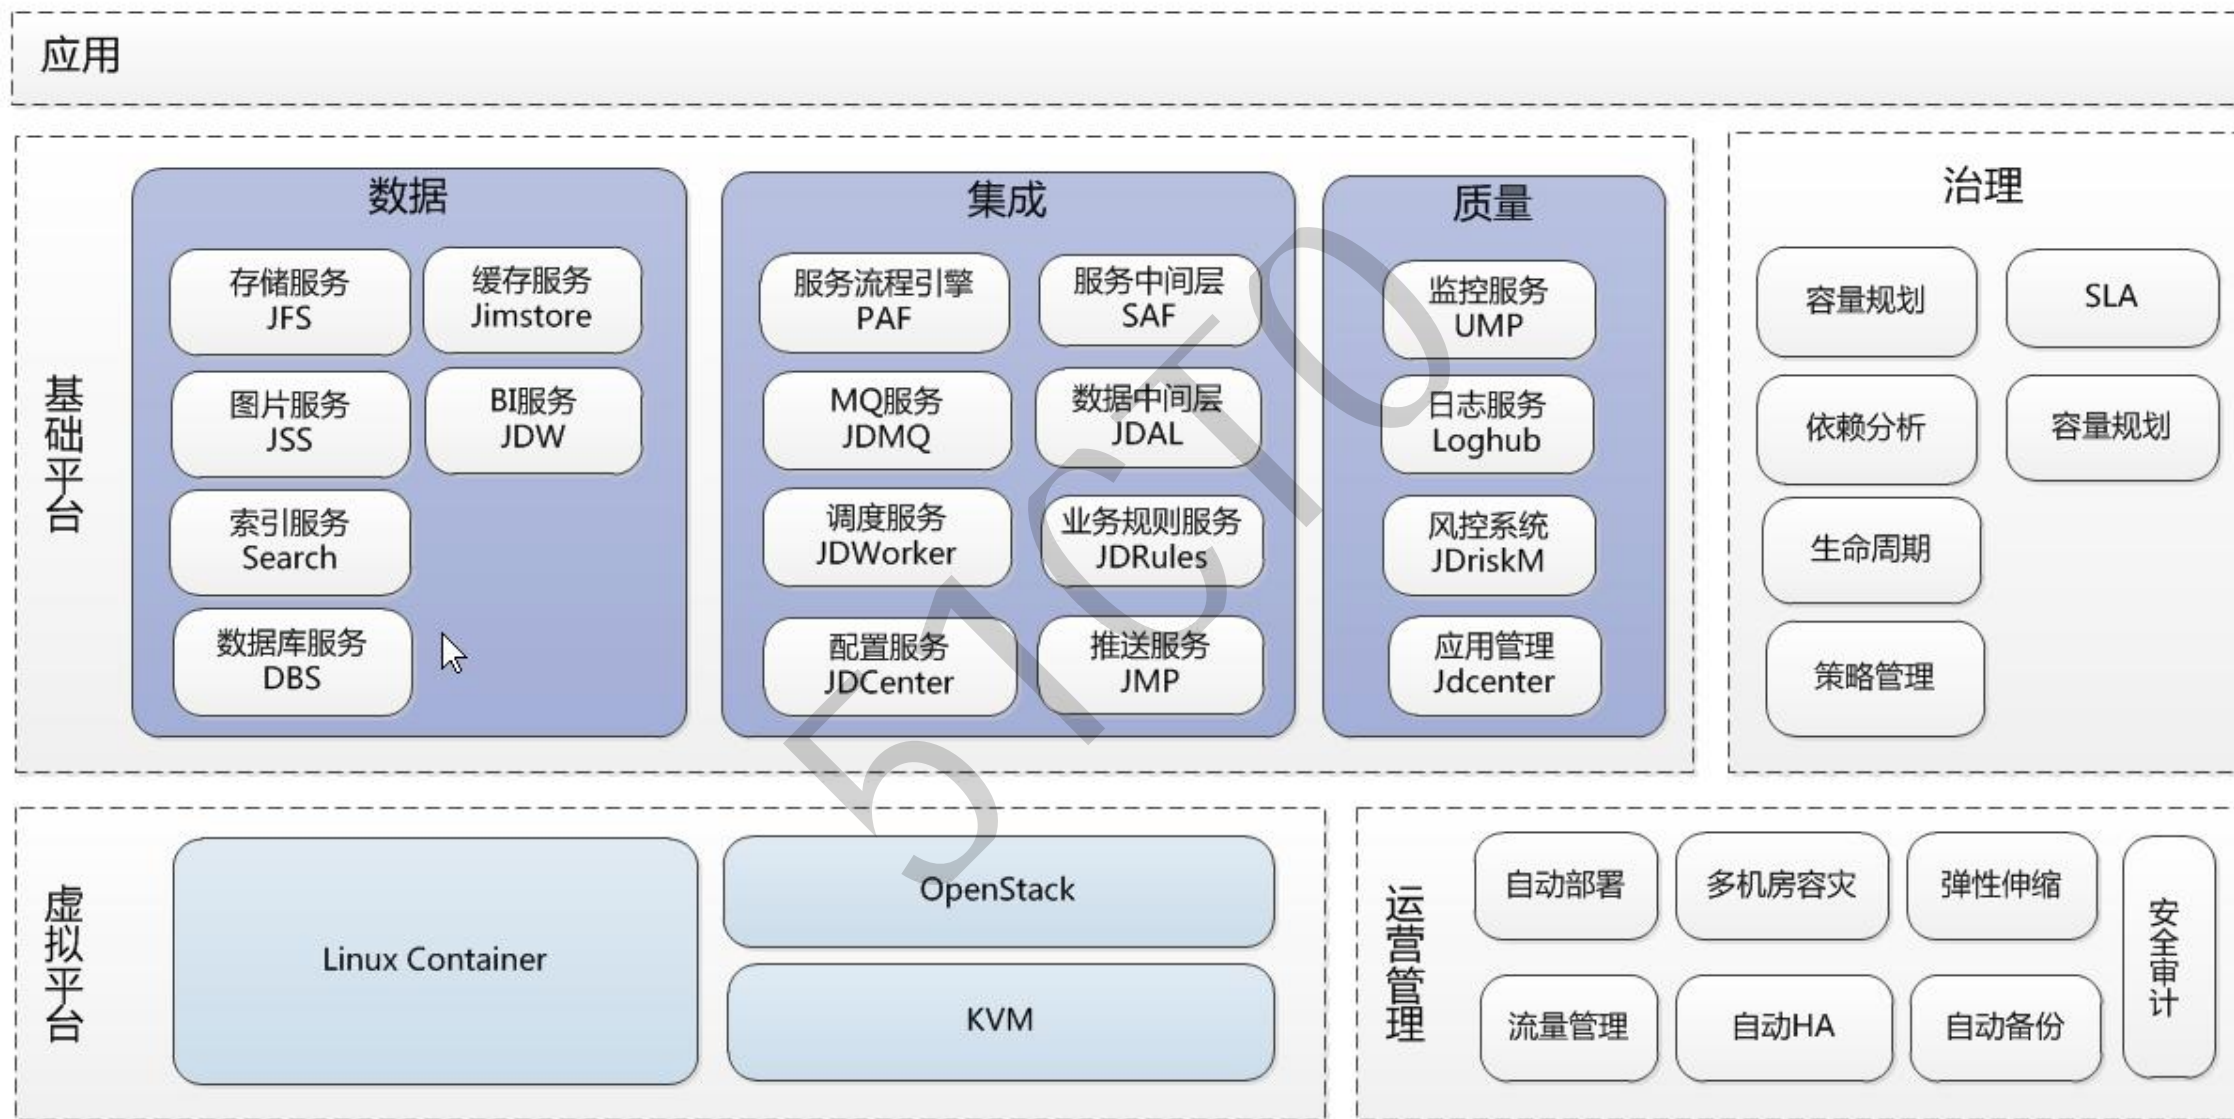 应用
基础平台
数据
存储服务
JFS
缓存服务
Jimstore
图片服务
JSS
BI服务
JDW
索引服务
Search
数据库服务
DBS
集成
服务流程引擎
PAF
服务中间层
SAF
MQ服务
JDMQ
数据中间层
JDAL
调度服务
JDWorker
业务规则服务
JDRules
配置服务
JDCenter
推送服务
JMP
质量
监控服务
UMP
日志服务
Loghub
风控系统
JDriskM
应用管理
Jdcenter
治理
容量规划
SLA
依赖分析
容量规划
生命周期
策略管理
虚拟平台
Linux Container
OpenStack
KVM
运营管理
自动部署
多机房容灾
弹性伸缩
流量管理
自动HA
自动备份
安全审计
51CTO